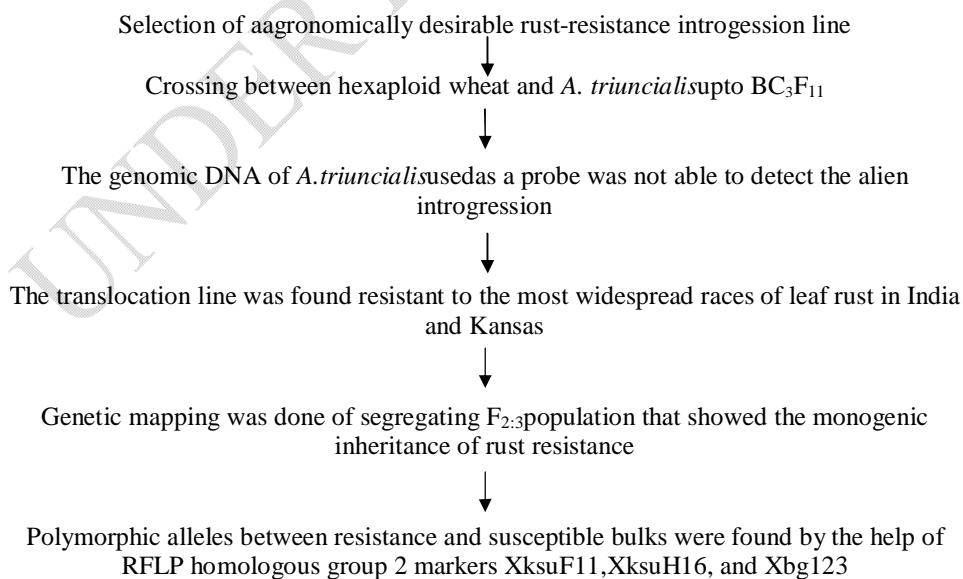 Selection of aagronomically desirable rust-resistance introgession line
Crossing between hexaploid wheat and A. triuncialisupto BC3F11
The genomic DNA of A.triuncialisusedas a probe was not able to detect the alien
introgression
The translocation line was found resistant to the most widespread races of leaf rust in India
and Kansas
Genetic mapping was done of segregating F2:3population that showed the monogenic
inheritance of rust resistance
Polymorphic alleles between resistance and susceptible bulks were found by the help of
RFLP homologous group 2 markers XksuF11,XksuH16, and Xbg123
UNDER